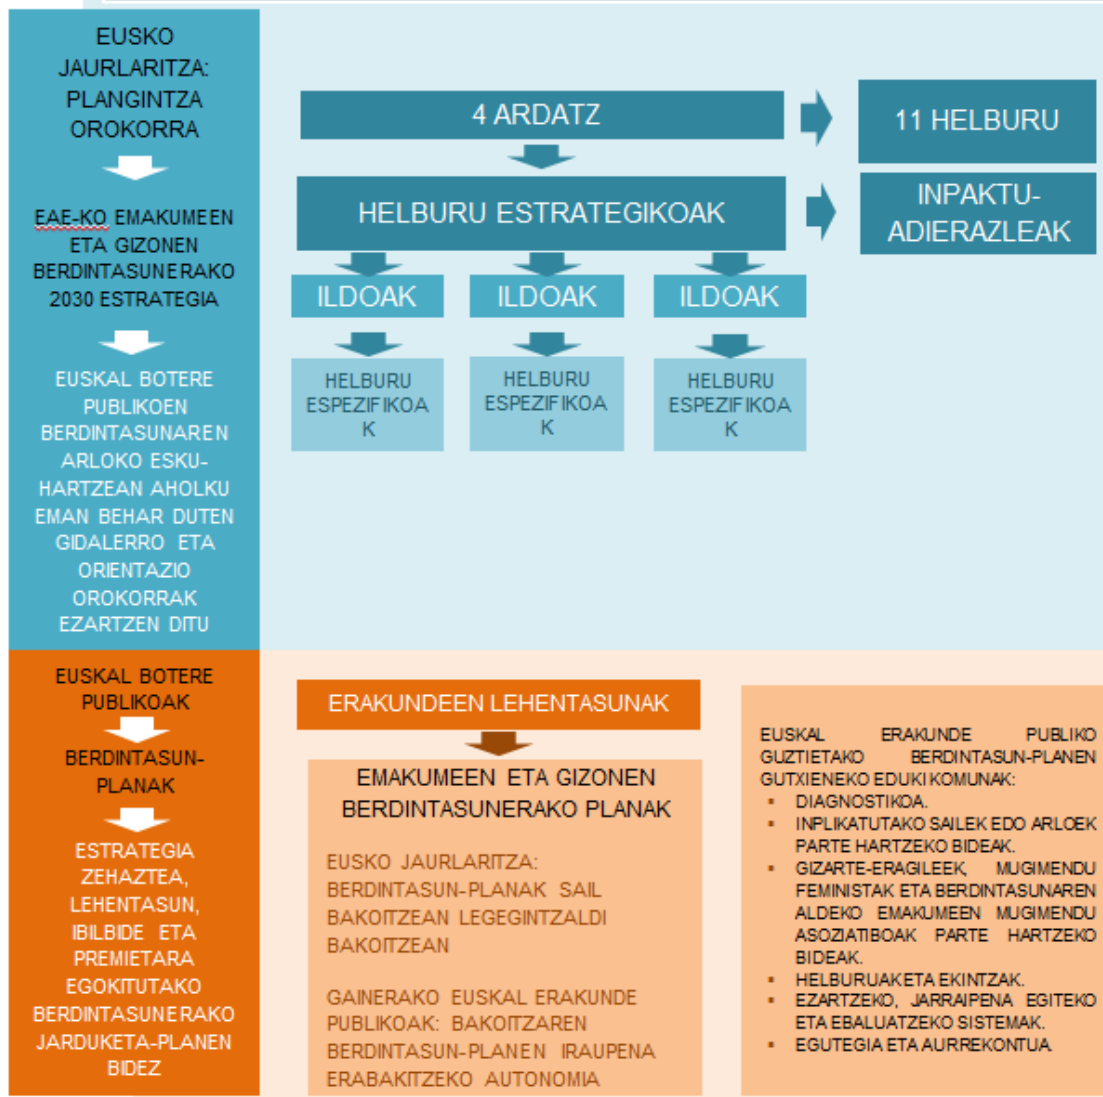 EUSKO
JAURLARITZA:
PLANGINTZA
OROKORRA
EAE-KO EMAKUMEEN
ETA GIZONEN
BERDINTASUNERAKO
2030 ESTRATEGIA
EUSKAL BOTERE
PUBLIKOEN
BERDINTASUNAREN
ARLOKO ESKU-
HARTZEAN AHOLKU
EMAN BEHAR DUTEN
GIDALERRO ETA
ORIENTAZIO
OROKORRAK
EZARTZEN DITU
4 ARDATZ
11 HELBURU
HELBURU ESTRATEGIKOAK
INPAKTU-
ADIERAZLEAK
ILDOAK
ILDOAK
ILDOAK
HELBURU
ESPEZIFIKOA
K
HELBURU
ESPEZIFIKOA
K
HELBURU
ESPEZIFIKOA
K
EUSKAL BOTERE
PUBLIKOAK
BERDINTASUN-
PLANAK
ESTRATEGIA
ZEHAZTEA,
LEHENTASUN,
IBILBIDE ETA
PREMIETARA
EGOKITUTAKO
BERDINTASUNERAKO
JARDUKETA-PLANEN
BIDEZ
ERAKUNDEEN LEHENTASUNAK
EMAKUMEEN ETA GIZONEN
BERDINTASUNERAKO PLANAK
EUSKO JAURLARITZA:
BERDINTASUN-PLANAK SAIL
BAKOITZEAN LEGEGINTZALDI
BAKOITZEAN
GAINERAKO EUSKAL ERAKUNDE
PUBLIKOAK: BAKOITZAREN
BERDINTASUN-PLANEN IRAUPENA
ERABAKITZEKO AUTONOMIA
EUSKAL ERAKUNDE PUBLIKO
GUZTIETAKO BERDINTASUN-PLANEN
GUTXIENEKO EDUKI KOMUNAK:
▪ DIAGNOSTIKOA.
▪ INPLIKATUTAKO SAILEK EDO ARLOEK
PARTE HARTZEKO BIDEAK.
▪ GIZARTE-ERAGILEEK, MUGIMENDU
FEMINISTAK ETA BERDINTASUNAREN
ALDEKO EMAKUMEEN MUGIMENDU
ASOZIATIBOAK PARTE HARTZEKO
BIDEAK.
▪ HELBURUAK ETA EKINTZAK.
▪ EZARTZEKO, JARRAIPENA EGITEKO
ETA EBALUATZEKO SISTEMAK.
▪ EGUTEGIA ETA AURREKONTUA